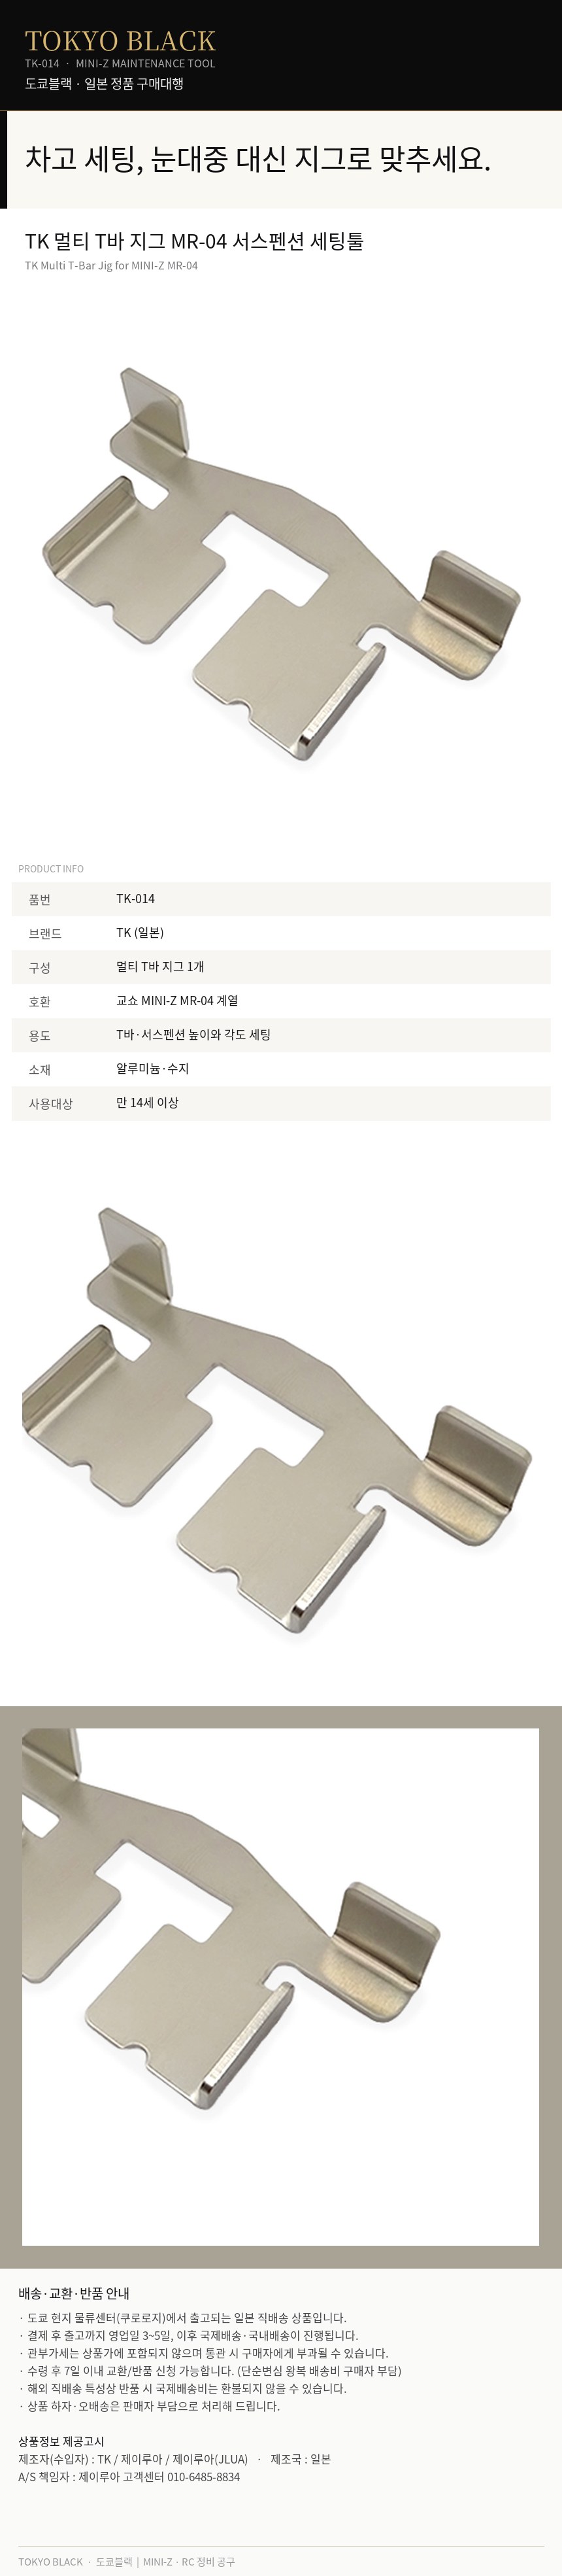 TOKYO BLACK
TK-014 · MINI-Z MAINTENANCE TOOL
도쿄블랙 · 일본 정품 구매대행
차고 세팅, 눈대중 대신 지그로 맞추세요.
TK 멀티 T바 지그 MR-04 서스펜션 세팅툴
TK Multi T-Bar Jig for MINI-Z MR-04
PRODUCT INFO
품번 TK-014
브랜드 TK (일본)
구성 멀티 T바 지그 1개
호환 교쇼 MINI-Z MR-04 계열
용도 T바·서스펜션 높이와 각도 세팅
소재 알루미늄·수지
사용대상 만 14세 이상
배송·교환·반품 안내
· 도쿄 현지 물류센터(쿠로로지)에서 출고되는 일본 직배송 상품입니다.
· 결제 후 출고까지 영업일 3~5일, 이후 국제배송·국내배송이 진행됩니다.
· 관부가세는 상품가에 포함되지 않으며 통관 시 구매자에게 부과될 수 있습니다.
· 수령 후 7일 이내 교환/반품 신청 가능합니다. (단순변심 왕복 배송비 구매자 부담)
· 해외 직배송 특성상 반품 시 국제배송비는 환불되지 않을 수 있습니다.
· 상품 하자·오배송은 판매자 부담으로 처리해 드립니다.
상품정보 제공고시
제조자(수입자) : TK / 제이루아 / 제이루아(JLUA) · 제조국 : 일본
A/S 책임자 : 제이루아 고객센터 010-6485-8834
TOKYO BLACK · 도쿄블랙 | MINI-Z · RC 정비 공구